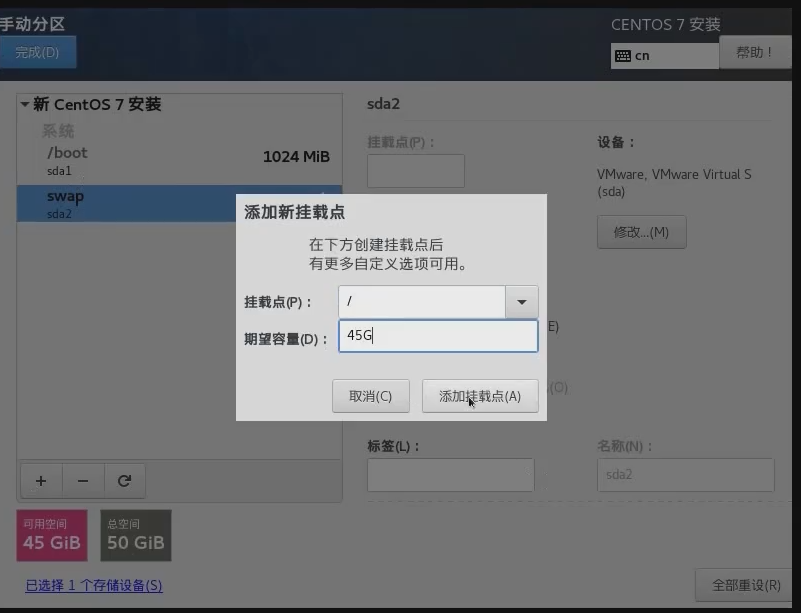 手动分区
CENTOS 7 安装
完成(D)
cn
帮助！
新 CentOS 7 安装
系统
/boot
1024 MiB
sda1
swap
sda2
sda2
挂载点(P)：
设备：
VMware, VMware Virtual S
(sda)
修改...(M)
添加新挂载点
在下方创建挂载点后
有更多自定义选项可用。
挂载点(P)：
/
期望容量(D)：
45G
E)
取消(C)
添加挂载点(A)
(O)
标签(L)：
名称(N)：
sda2
可用空间
45 GiB
总空间
50 GiB
已选择 1 个存储设备(S)
全部重设(R)